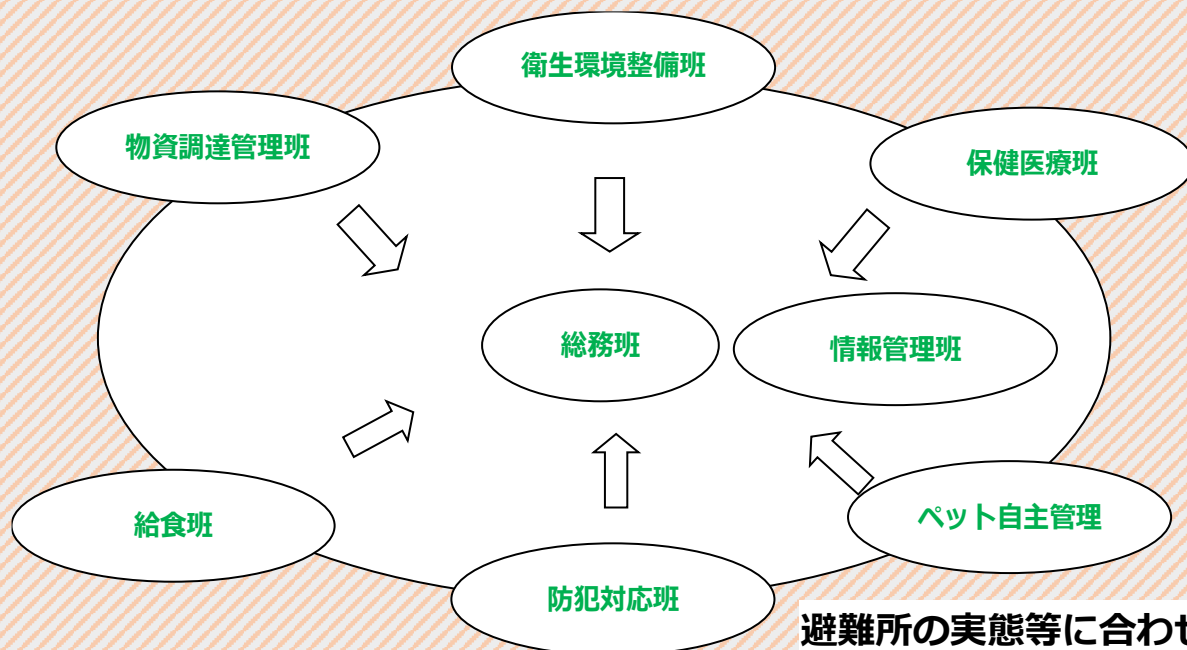 衛生環境整備班
物資調達管理班
保健医療班
総務班
情報管理班
給食班
ペット自主管理
防犯対応班
避難所の実態等に合わせ